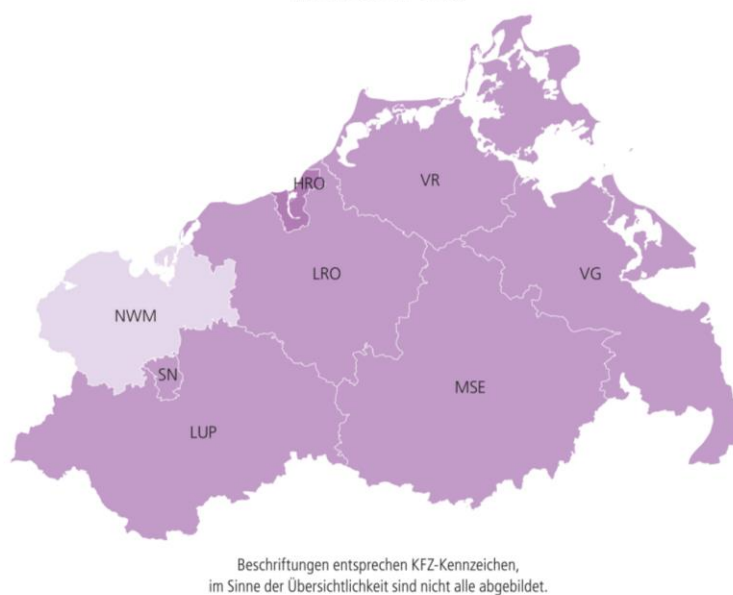 HRO
VR
LRO
VG
NWM
SN
MSE
LUP
Beschriftungen entsprechen KFZ-Kennzeichen,
im Sinne der Übersichtlichkeit sind nicht alle abgebildet.